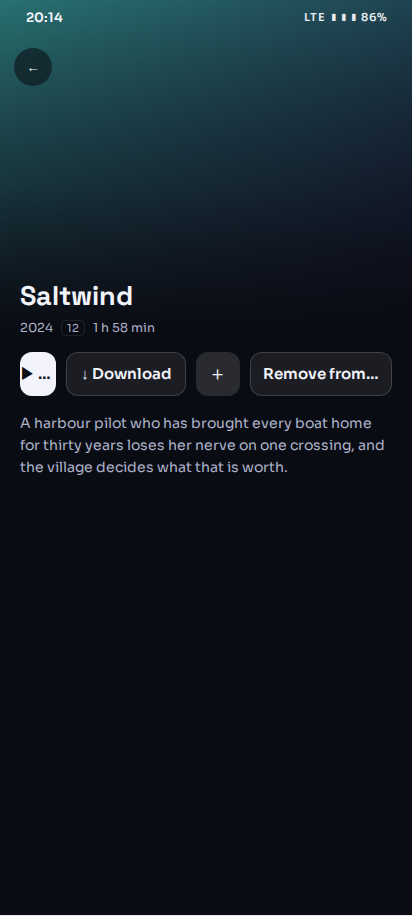 20:14
LTE 86%
←
Saltwind
2024 12 1 h 58 min
▶ ... ↓ Download + Remove from...
A harbour pilot who has brought every boat home
for thirty years loses her nerve on one crossing, and
the village decides what that is worth.